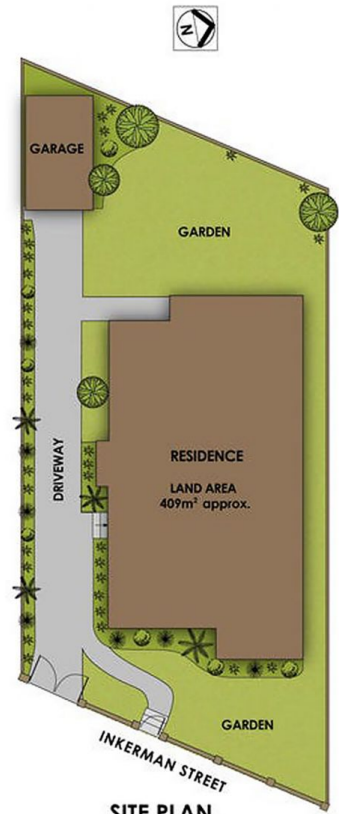 N
GARAGE
GARDEN
DRIVEWAY
RESIDENCE
LAND AREA
409m² approx.
GARDEN
INKERMAN STREET
SITE PLAN